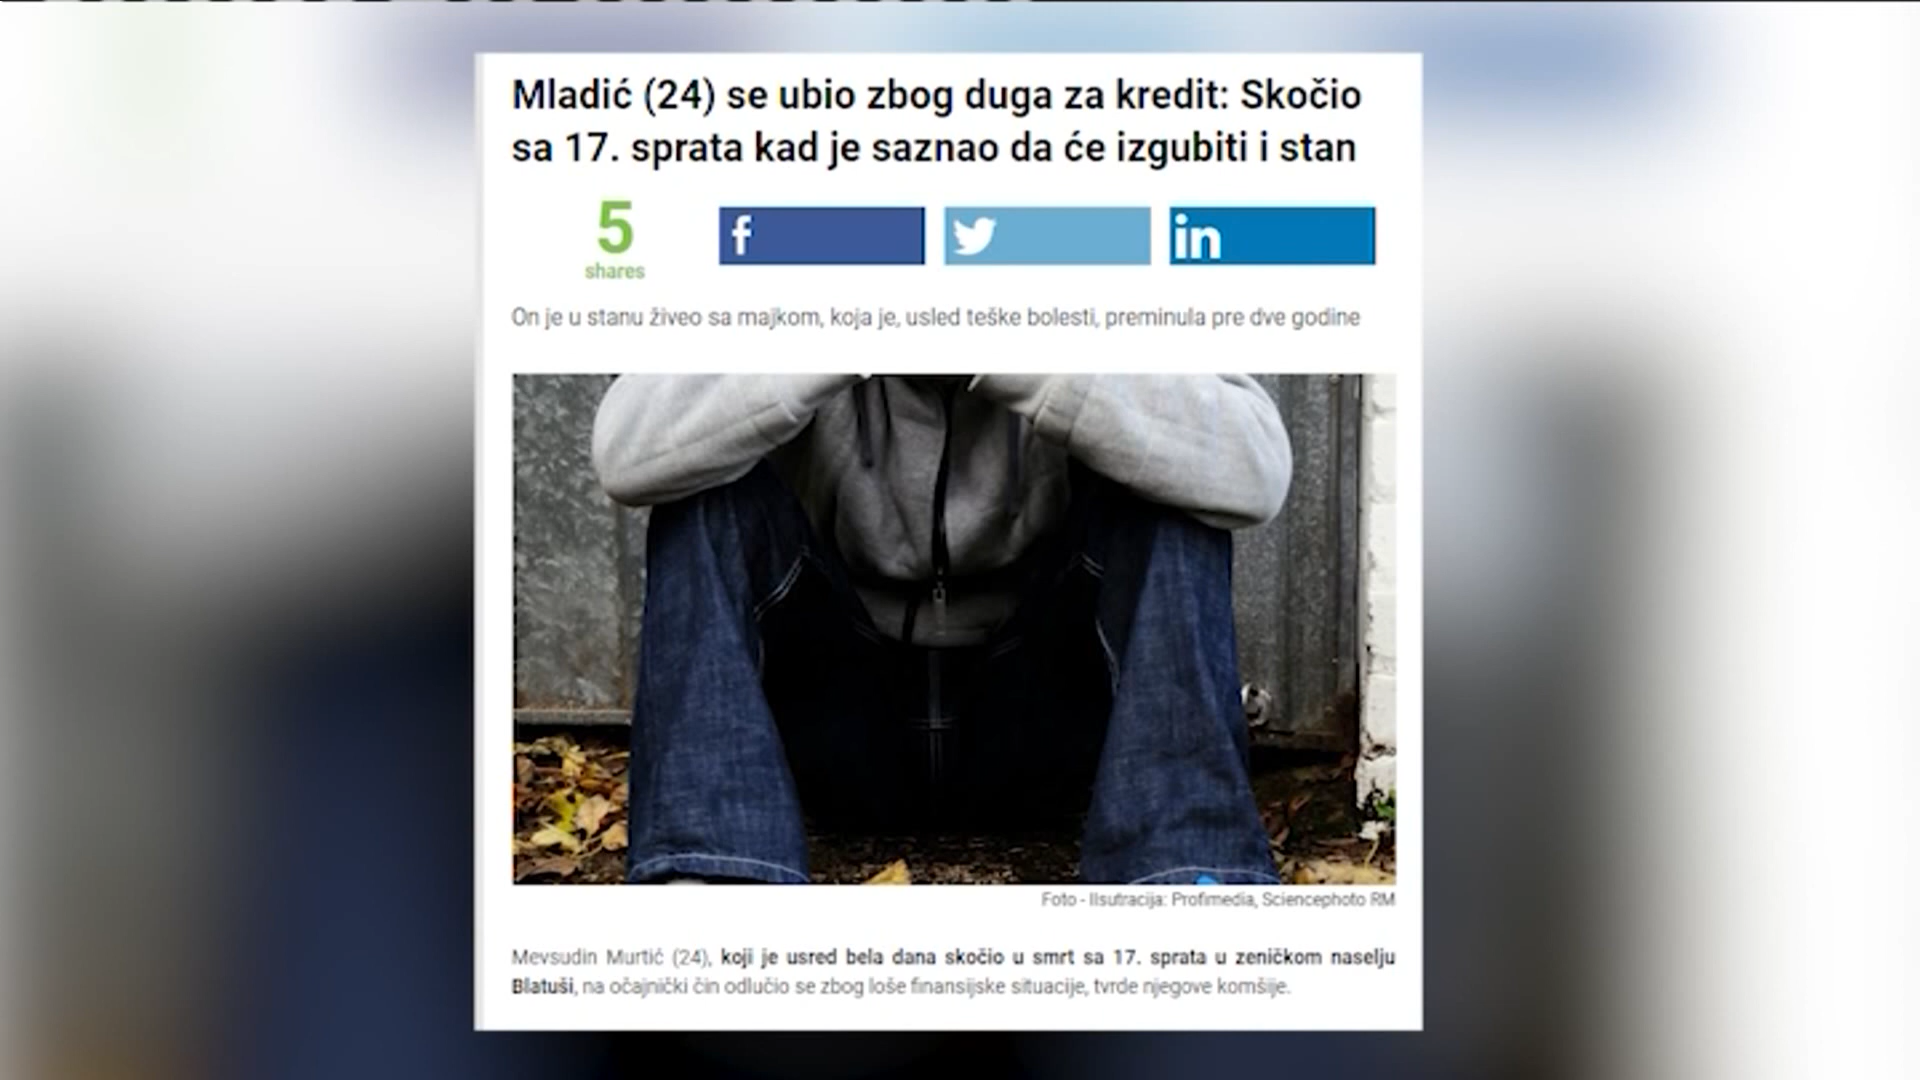 Mladić (24) se ubio zbog duga za kredit: Skočio
sa 17. sprata kad je saznao da će izgubiti i stan
5
shares
f
in
On je u stanu živeo sa majkom, koja je, usled teške bolesti, preminula pre dve godine
Foto - Ilsutracija: Profimedia, Sciencephoto RM
Mevsudin Murtić (24), koji je usred bela dana skočio u smrt sa 17. sprata u zeničkom naselju
Blatuši, na očajnički čin odlučio se zbog loše finansijske situacije, tvrde njegove komšije.